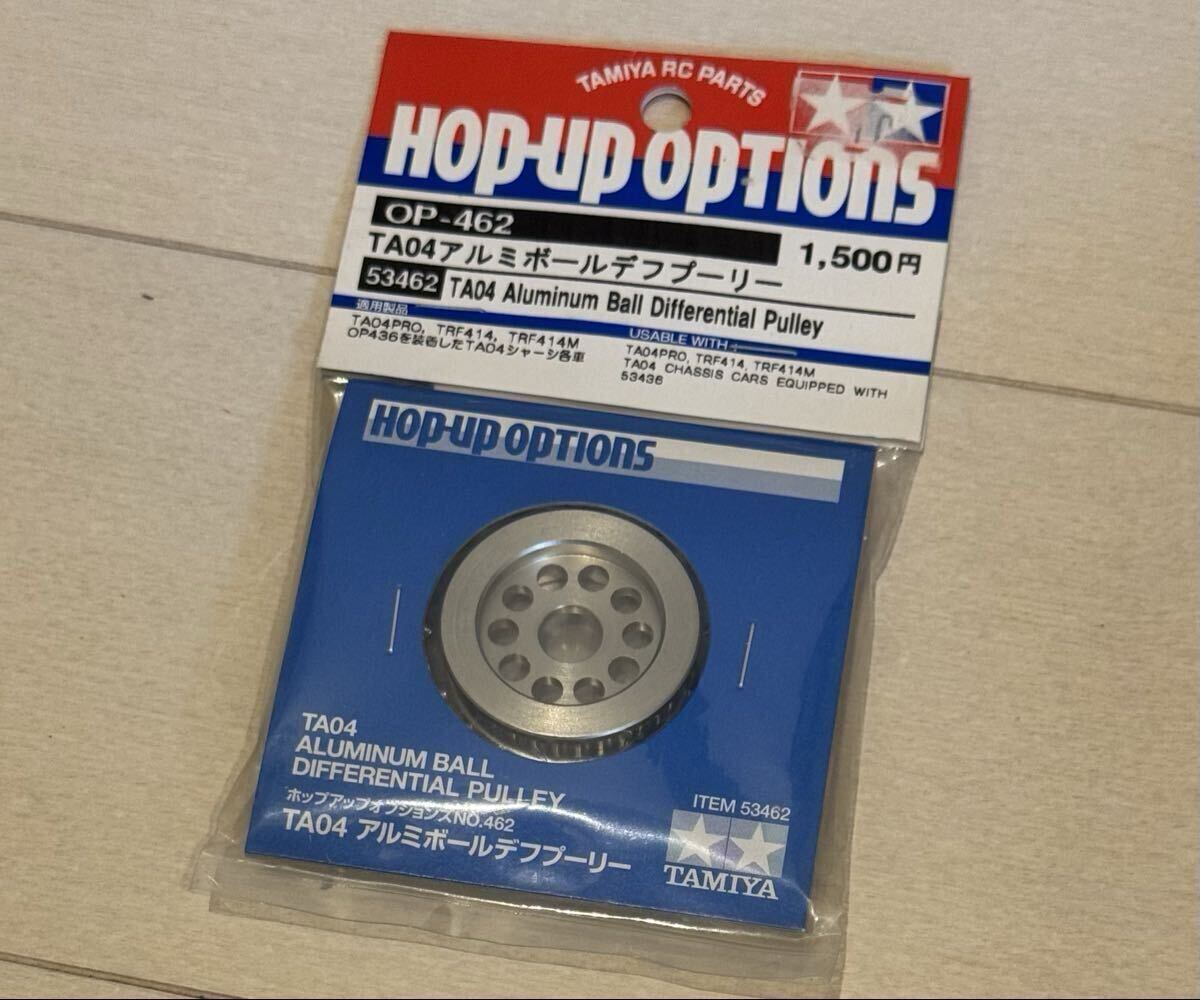 TAMIYA RC PARTS
HOP-UP OPTIONS
OP-462
1,500円
TA04アルミボールデフプーリー
53462 TA04 Aluminum Ball Differential Pulley
適用製品
TA04PRO, TRF414, TRF414M
OP436を装着したTA04シャーシ各車
USABLE WITH
TA04PRO, TRF414, TRF414M
TA04 CHASSIS CARS EQUIPPED WITH
53436
HOP-UP OPTIONS
TA04
ALUMINUM BALL
DIFFERENTIAL PULLEY
ホップアップオプションズNO.462
TA04 アルミボールデフプーリー
ITEM 53462
TAMIYA